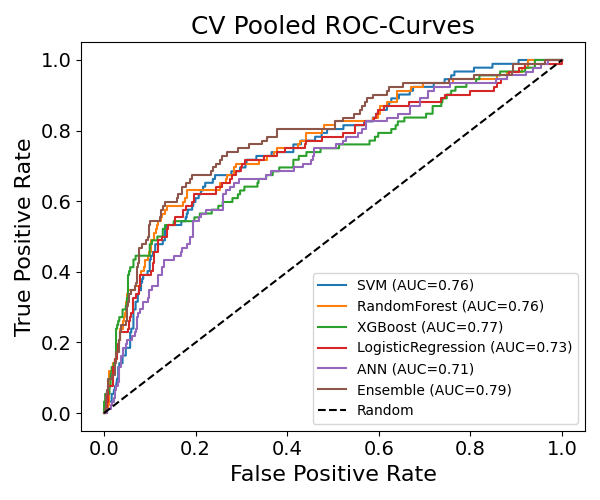 CV Pooled ROC-Curves
True Positive Rate
1.0
0.8
0.6
0.4
0.2
0.0
SVM (AUC=0.76)
RandomForest (AUC=0.76)
XGBoost (AUC=0.77)
LogisticRegression (AUC=0.73)
ANN (AUC=0.71)
Ensemble (AUC=0.79)
Random
0.0 0.2 0.4 0.6 0.8 1.0
False Positive Rate